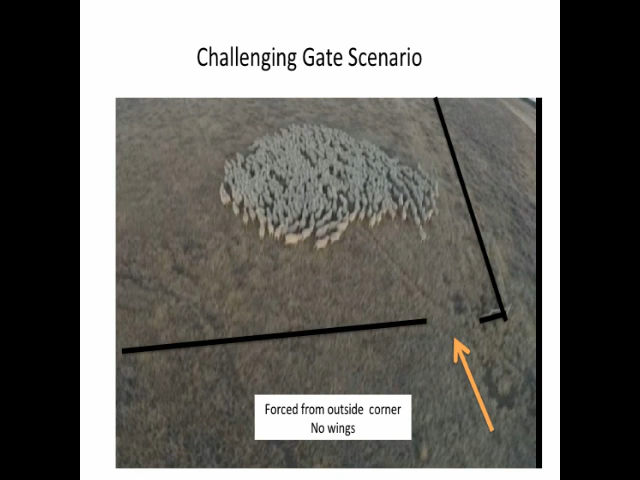 Challenging Gate Scenario
Forced from outside corner
No wings